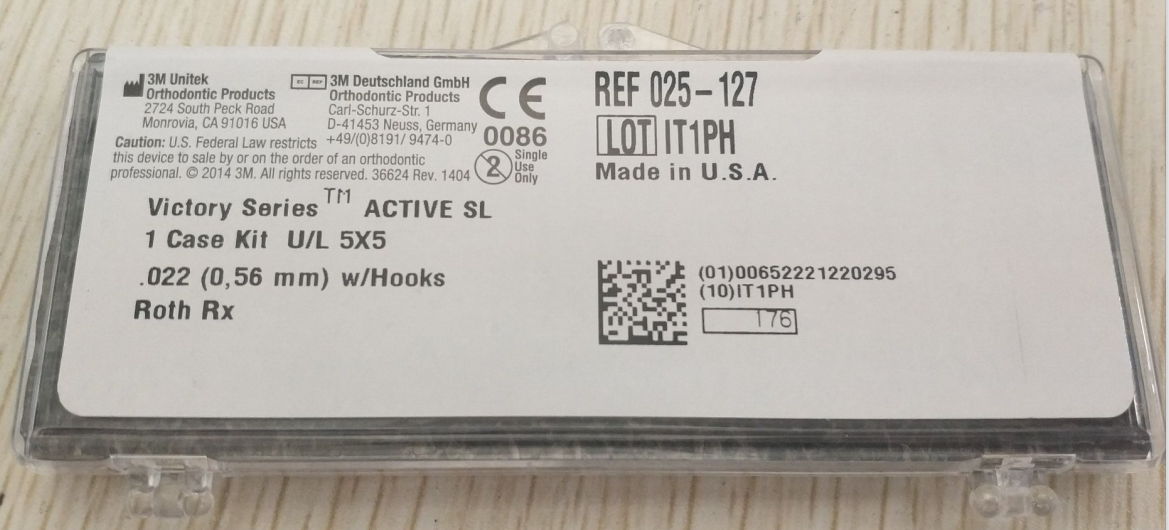 3M Unitek
Orthodontic Products
2724 South Peck Road
Monrovia, CA 91016 USA
EC REP
3M Deutschland GmbH
Orthodontic Products
Carl-Schurz-Str. 1
D-41453 Neuss, Germany
+49/(0)8191/ 9474-0
CE
0086
Caution: U.S. Federal Law restricts
this device to sale by or on the order of an orthodontic
professional. © 2014 3M. All rights reserved. 36624 Rev. 1404
2
Single
Use
Only
Victory Series™ ACTIVE SL
1 Case Kit U/L 5X5
.022 (0,56 mm) w/Hooks
Roth Rx
REF 025-127
LOT IT1PH
Made in U.S.A.
(01)00652221220295
(10)IT1PH
176